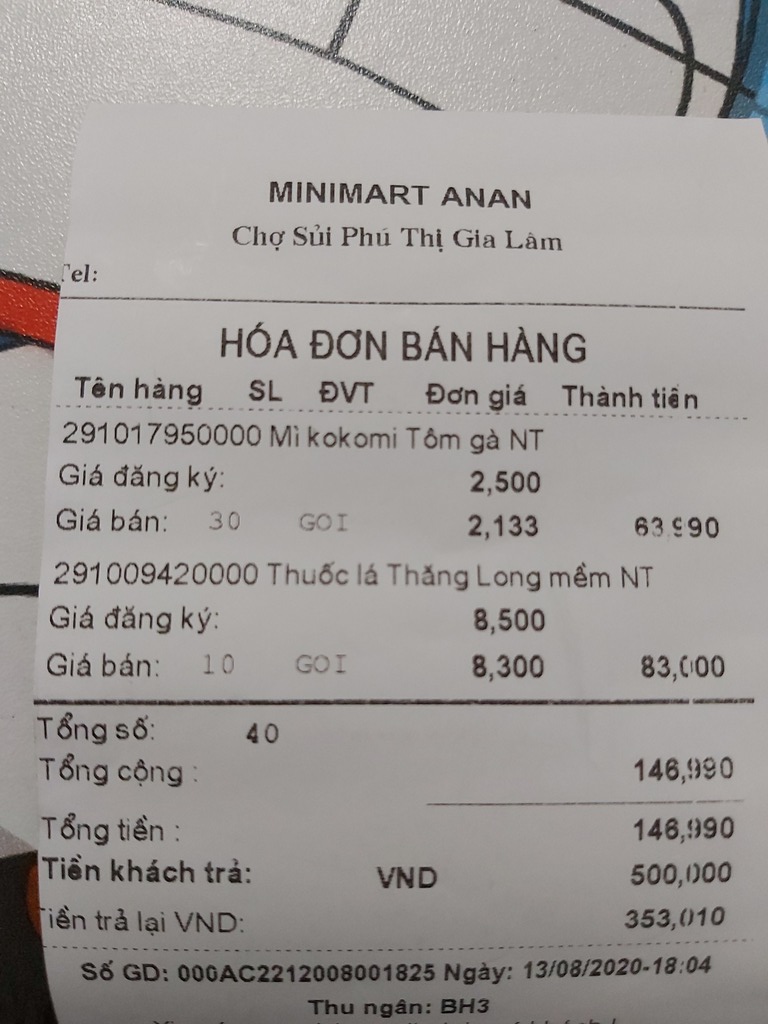 MINIMART ANAN
Chợ Sủi Phú Thị Gia Lâm
Tel:
HÓA ĐƠN BÁN HÀNG
Tên hàng SL ĐVT Đơn giá Thành tiền
291017950000 Mì kokomi Tôm gà NT
Giá đăng ký: 2,500
Giá bán: 30 GOI 2,133 63,990
291009420000 Thuốc lá Thăng Long mềm NT
Giá đăng ký: 8,500
Giá bán: 10 GOI 8,300 83,000
Tổng số: 40
Tổng cộng : 146,990
Tổng tiền : 146,990
Tiền khách trả: VND 500,000
Tiền trả lại VND: 353,010
Số GD: 000AC2212008001825 Ngày: 13/08/2020-18:04
Thu ngân: BH3